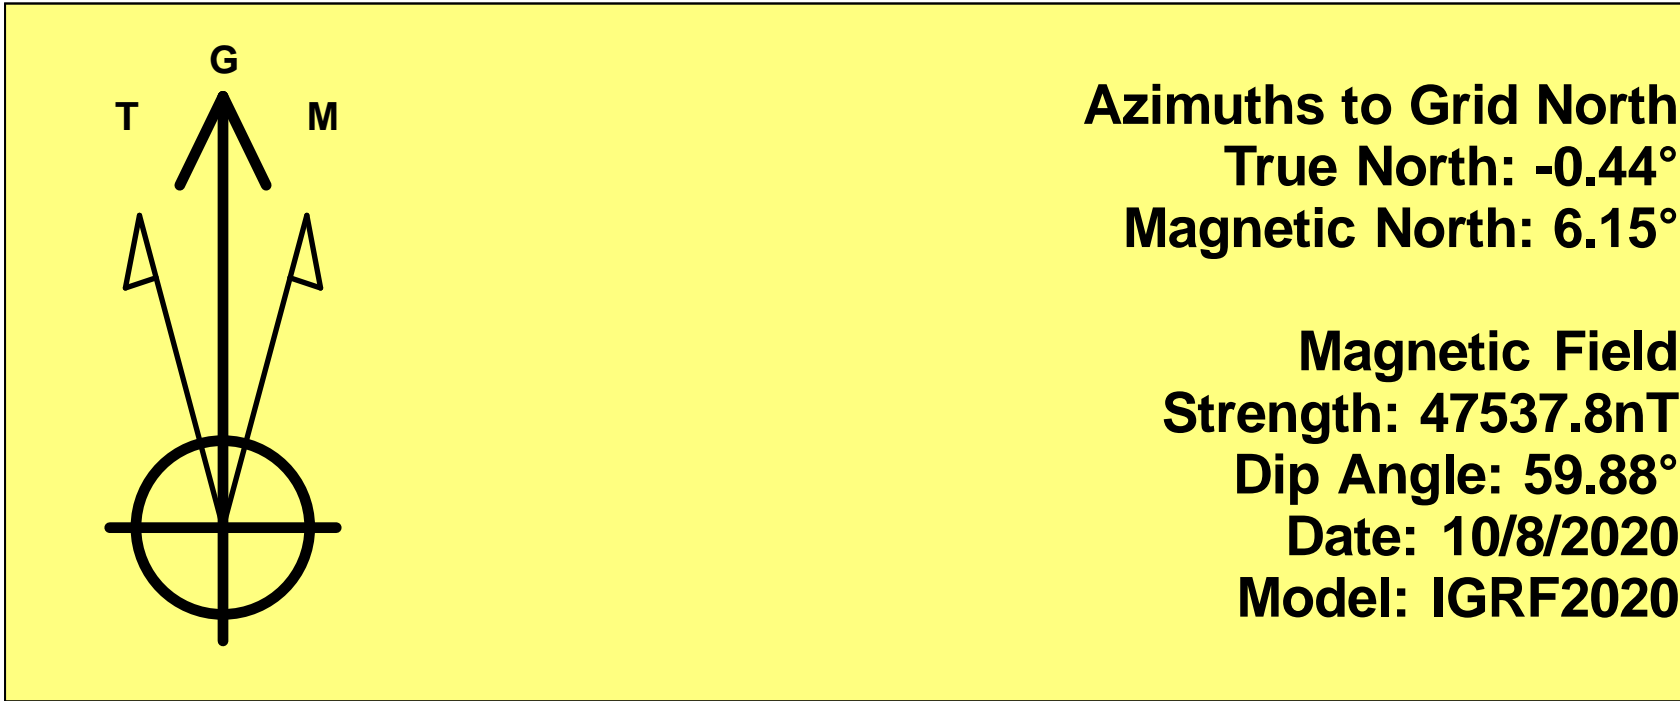 G
T
M
Azimuths to Grid North
True North: -0.44°
Magnetic North: 6.15°
Magnetic Field
Strength: 47537.8nT
Dip Angle: 59.88°
Date: 10/8/2020
Model: IGRF2020